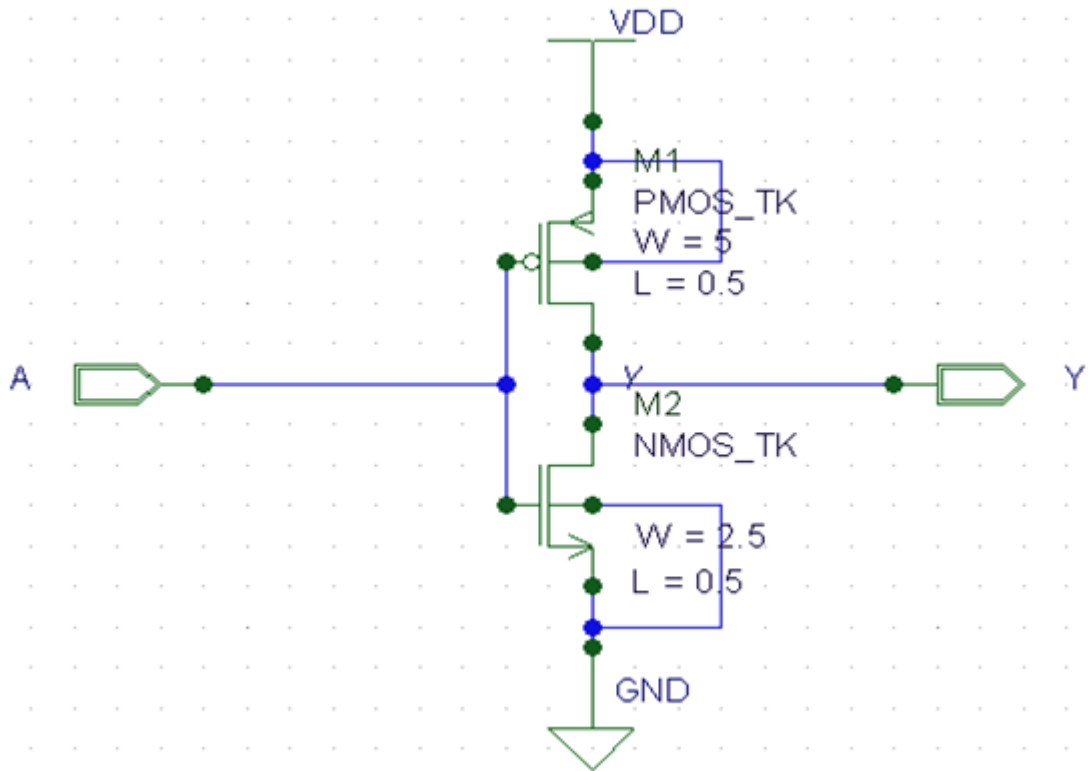 VDD
M1
PMOS_TK
W = 5
L = 0.5
A
Y
Y
M2
NMOS_TK
W = 2.5
L = 0.5
GND